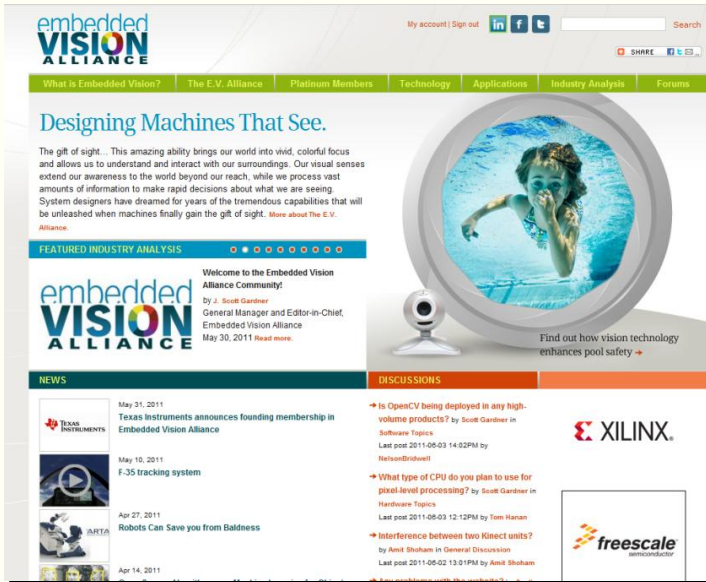 embedded
VISION
ALLIANCE
My account | Sign out
Search
SHARE
What is Embedded Vision?
The E.V. Alliance
Platinum Members
Technology
Applications
Industry Analysis
Forums
Designing Machines That See.
The gift of sight... This amazing ability brings our world into vivid, colorful focus
and allows us to understand and interact with our surroundings. Our visual senses
extend our awareness to the world beyond our reach, while we process vast
amounts of information to make rapid decisions about what we are seeing.
System designers have dreamed for years of the tremendous capabilities that will
be unleashed when machines finally gain the gift of sight. More about The E.V.
Alliance.
Find out how vision technology
enhances pool safety
FEATURED INDUSTRY ANALYSIS
embedded
VISION
ALLIANCE
Welcome to the Embedded Vision
Alliance Community!
by J. Scott Gardner
General Manager and Editor-in-Chief,
Embedded Vision Alliance
May 30, 2011 Read more.
NEWS
TEXAS
INSTRUMENTS
May 31, 2011
Texas Instruments announces founding membership in
Embedded Vision Alliance
May 10, 2011
F-35 tracking system
ARTA
Apr 27, 2011
Robots Can Save you from Baldness
Apr 14, 2011
DISCUSSIONS
Is OpenCV being deployed in any high-
volume products? by Scott Gardner in
Software Topics
Last post 2011-06-03 14:02PM by
NelsonBridwell
What type of CPU do you plan to use for
pixel-level processing? by Scott Gardner in
Hardware Topics
Last post 2011-06-03 12:12PM by Tom Hanan
Interference between two Kinect units?
by Amit Shoham in General Discussion
Last post 2011-06-02 13:01PM by Amit Shoham
XILINX
freescale
semiconductor